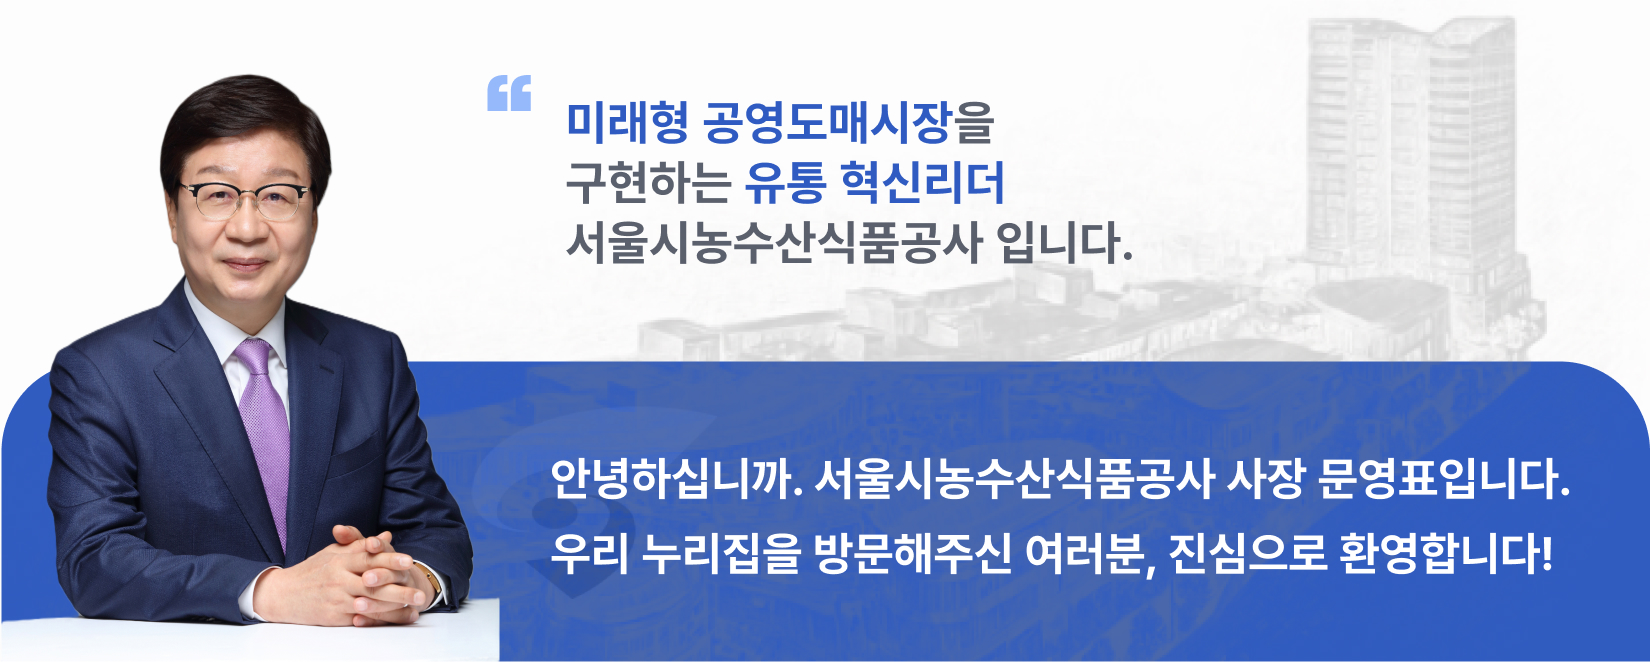 미래형 공영도매시장을
구현하는 유통 혁신리더
서울시농수산식품공사 입니다.
안녕하십니까. 서울시농수산식품공사 사장 문영표입니다.
우리 누리집을 방문해주신 여러분, 진심으로 환영합니다!